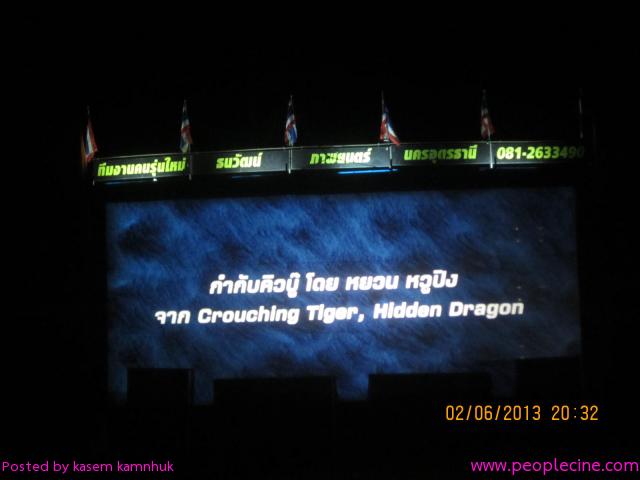 ทีมงานคนรุ่นใหม่ ธนวัฒน์ ภาพยนตร์ นครอุดรธานี 081-2633490
กำกับคิวบู๊ โดย หยวน หวูปิง
จาก Crouching Tiger, Hidden Dragon
02/06/2013 20:32
Posted by kasem kamnhuk
www.peoplecine.com